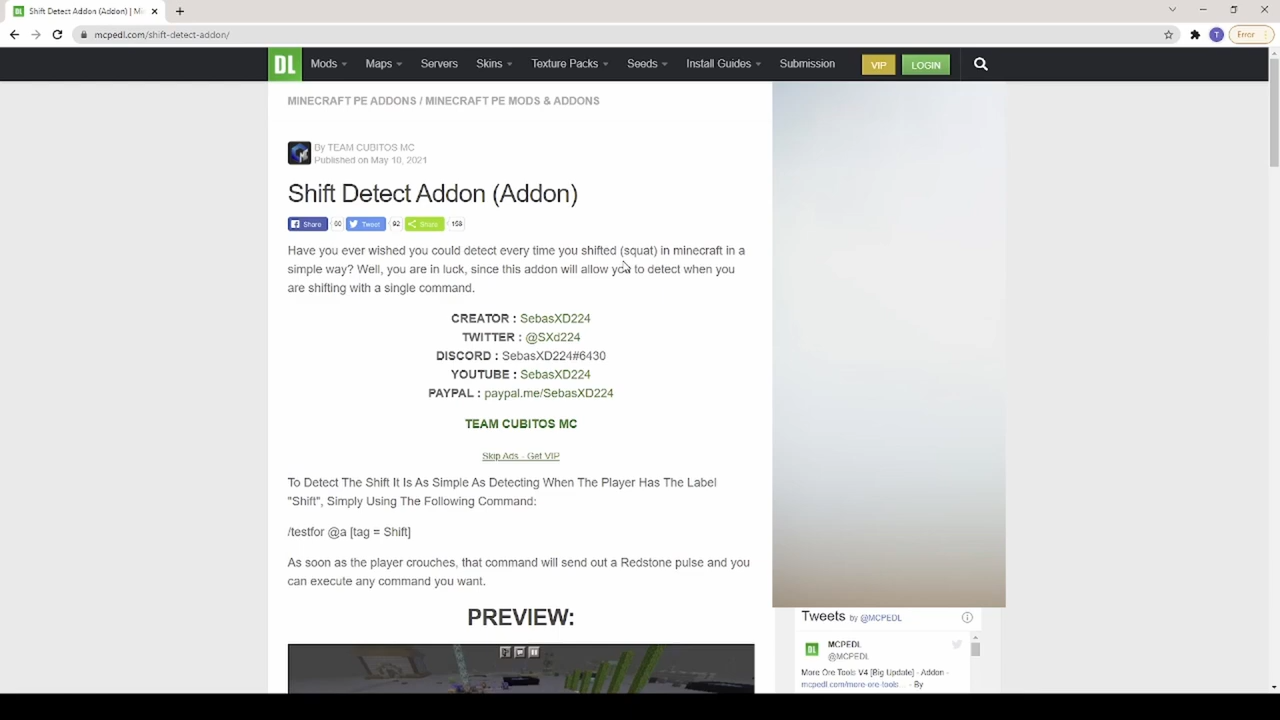 Shift Detect Addon (Addon) | Mi
mcpedl.com/shift-detect-addon/
T
Error
DL
Mods
Maps
Servers
Skins
Texture Packs
Seeds
Install Guides
Submission
VIP
LOGIN
MINECRAFT PE ADDONS / MINECRAFT PE MODS & ADDONS
By TEAM CUBITOS MC
Published on May 10, 2021
Shift Detect Addon (Addon)
Share
Tweet
92
Share
Have you ever wished you could detect every time you shifted (squat) in minecraft in a
simple way? Well, you are in luck, since this addon will allow you to detect when you
are shifting with a single command.
CREATOR : SebasXD224
TWITTER : @SXd224
DISCORD : SebasXD224#6430
YOUTUBE : SebasXD224
PAYPAL : paypal.me/SebasXD224
TEAM CUBITOS MC
Skip Ads - Get VIP
To Detect The Shift It Is As Simple As Detecting When The Player Has The Label
"Shift", Simply Using The Following Command:
/testfor @a [tag = Shift]
As soon as the player crouches, that command will send out a Redstone pulse and you
can execute any command you want.
PREVIEW:
Tweets by @MCPEDL
DL
MCPEDL
@MCPEDL
More Ore Tools V4 [Big Update] - Addon -
mcpedl.com/more-ore-tools... - By